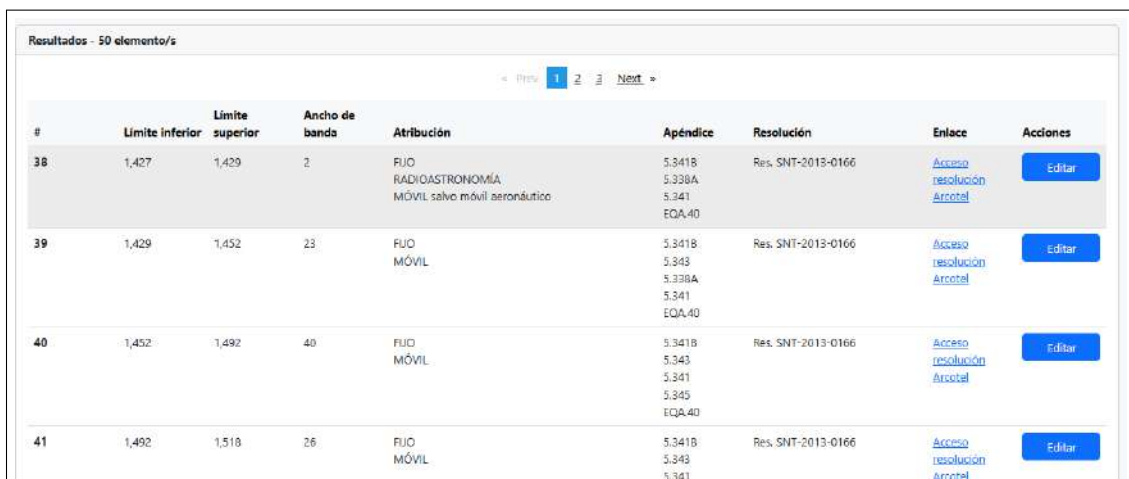 Resultados - 50 elemento/s
« Prev 1 2 3 Next »
# Límite inferior Límite superior Ancho de banda Atribución Apéndice Resolución Enlace Acciones
38 1,427 1,429 2 FIJO 5.341B Res. SNT-2013-0166 Acceso Editar
RADIOASTRONOMÍA 5.338A resolución
MÓVIL salvo móvil aeronáutico 5.341 Arcotel
EQA.40
39 1,429 1,452 23 FIJO 5.341B Res. SNT-2013-0166 Acceso Editar
MÓVIL 5.343 resolución
5.338A Arcotel
5.341
EQA.40
40 1,452 1,492 40 FIJO 5.341B Res. SNT-2013-0166 Acceso Editar
MÓVIL 5.343 resolución
5.341 Arcotel
5.345
EQA.40
41 1,492 1,518 26 FIJO 5.341B Res. SNT-2013-0166 Acceso Editar
MÓVIL 5.343 resolución
5.341 Arcotel